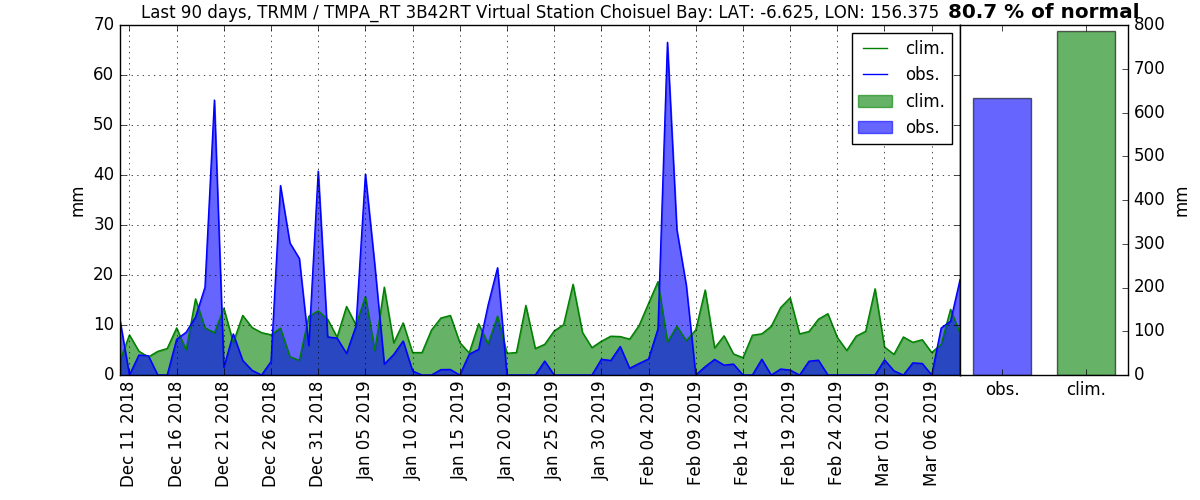 Last 90 days, TRMM / TMPA_RT 3B42RT Virtual Station Choisuel Bay: LAT: -6.625, LON: 156.375 80.7 % of normal
clim.
obs.
clim.
obs.
mm
70
60
50
40
30
20
10
0
Dec 11 2018
Dec 16 2018
Dec 21 2018
Dec 26 2018
Dec 31 2018
Jan 05 2019
Jan 10 2019
Jan 15 2019
Jan 20 2019
Jan 25 2019
Jan 30 2019
Feb 04 2019
Feb 09 2019
Feb 14 2019
Feb 19 2019
Feb 24 2019
Mar 01 2019
Mar 06 2019
obs.
clim.
800
700
600
500
400
300
200
100
0
mm